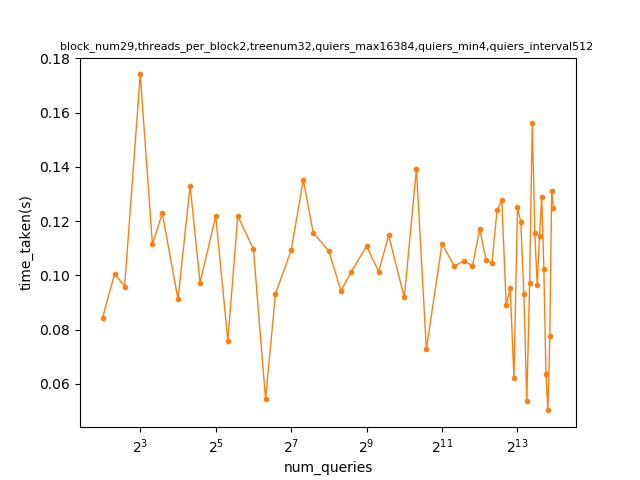 block_num29,threads_per_block2,treenum32,quiers_max16384,quiers_min4,quiers_interval512
0.18
0.16
0.14
0.12
0.10
0.08
0.06
time_taken(s)
2^3 2^5 2^7 2^9 2^11 2^13
num_queries